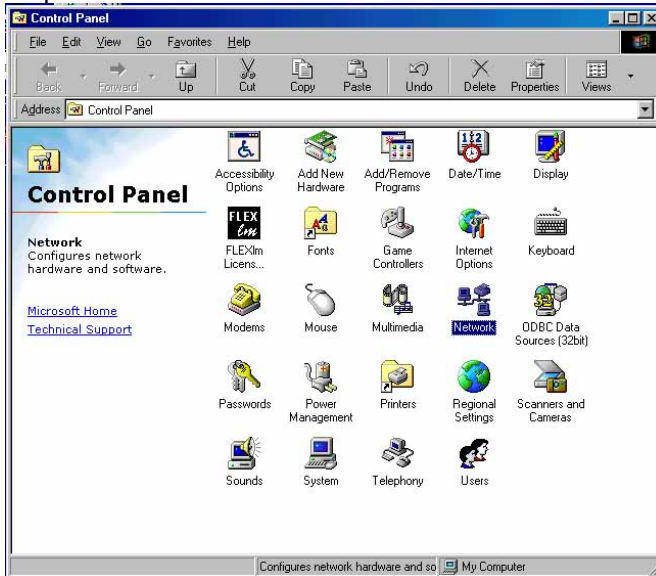 Control Panel
File Edit View Go Favorites Help
Back Forward Up Cut Copy Paste Undo Delete Properties Views
Address Control Panel
Control Panel
Network
Configures network
hardware and software.
Microsoft Home
Technical Support
Accessibility
Options
Add New
Hardware
Add/Remove
Programs
Date/Time
Display
FLEX
lm
FLEXlm
Licens...
Fonts
Game
Controllers
Internet
Options
Keyboard
Modems
Mouse
Multimedia
Network
32
ODBC Data
Sources (32bit)
Passwords
Power
Management
Printers
Regional
Settings
Scanners and
Cameras
Sounds
System
Telephony
Users
Configures network hardware and so My Computer